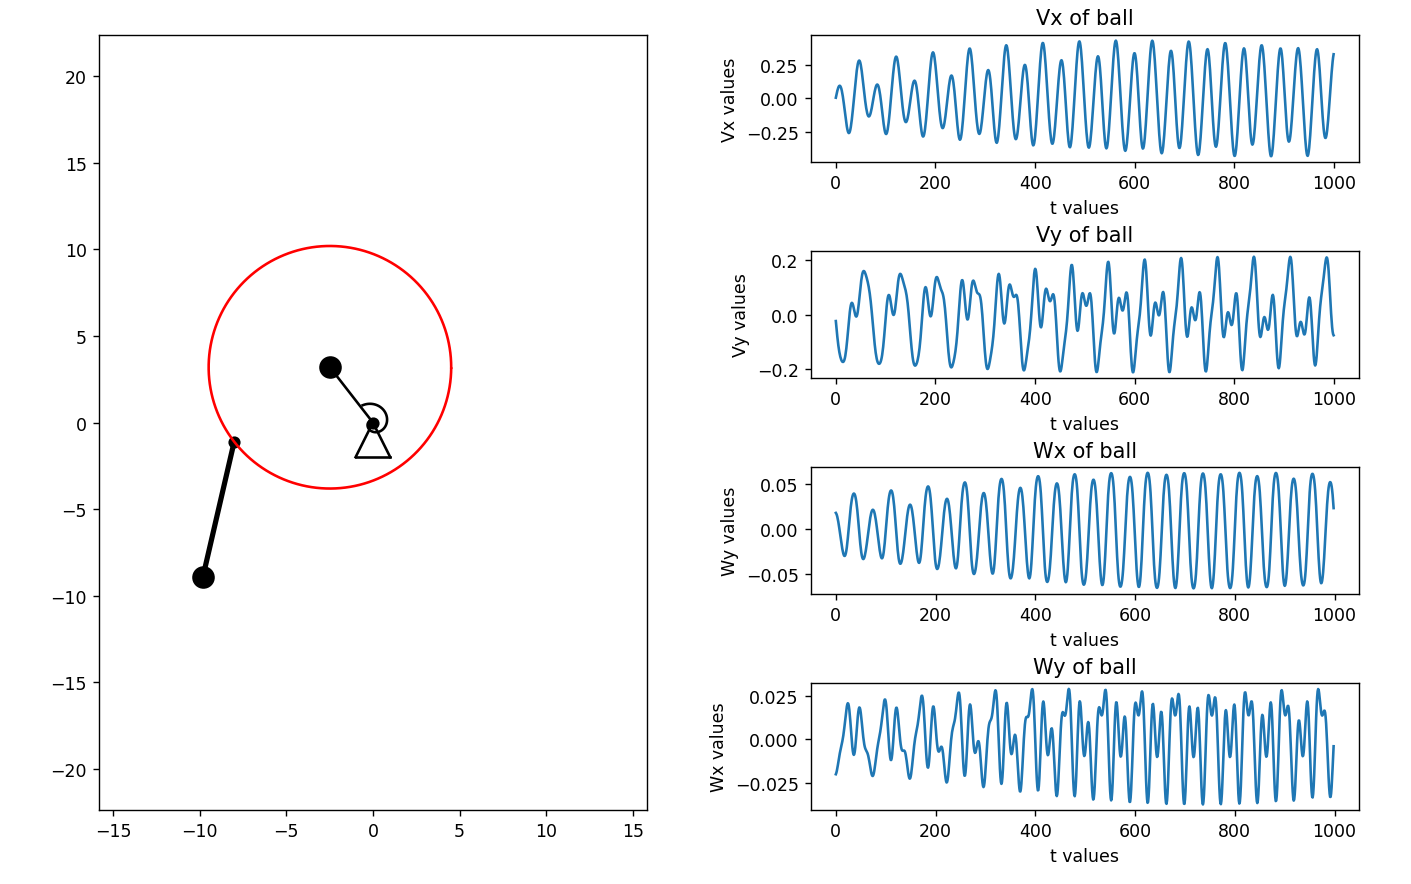 20
15
10
5
0
−5
−10
−15
−20
−15 −10 −5 0 5 10 15
Vx of ball
Vx values
0.25
0.00
−0.25
0 200 400 600 800 1000
t values
Vy of ball
Vy values
0.2
0.0
−0.2
0 200 400 600 800 1000
t values
Wx of ball
Wy values
0.05
0.00
−0.05
0 200 400 600 800 1000
t values
Wy of ball
Wx values
0.025
0.000
−0.025
0 200 400 600 800 1000
t values